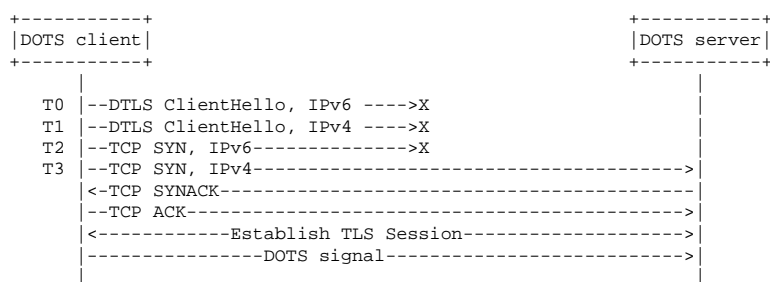 +-----------+                                     +-----------+
|DOTS client|                                     |DOTS server|
+-----------+                                     +-----------+
      |                                                 |
   T0 |--DTLS ClientHello, IPv6 ---->X                  |
   T1 |--DTLS ClientHello, IPv4 ---->X                  |
   T2 |--TCP SYN, IPv6-------------->X                  |
   T3 |--TCP SYN, IPv4--------------------------------->|
      |<-TCP SYNACK-------------------------------------|
      |--TCP ACK--------------------------------------->|
      |<------------Establish TLS Session-------------->|
      |----------------DOTS signal--------------------->|
      |                                                 |